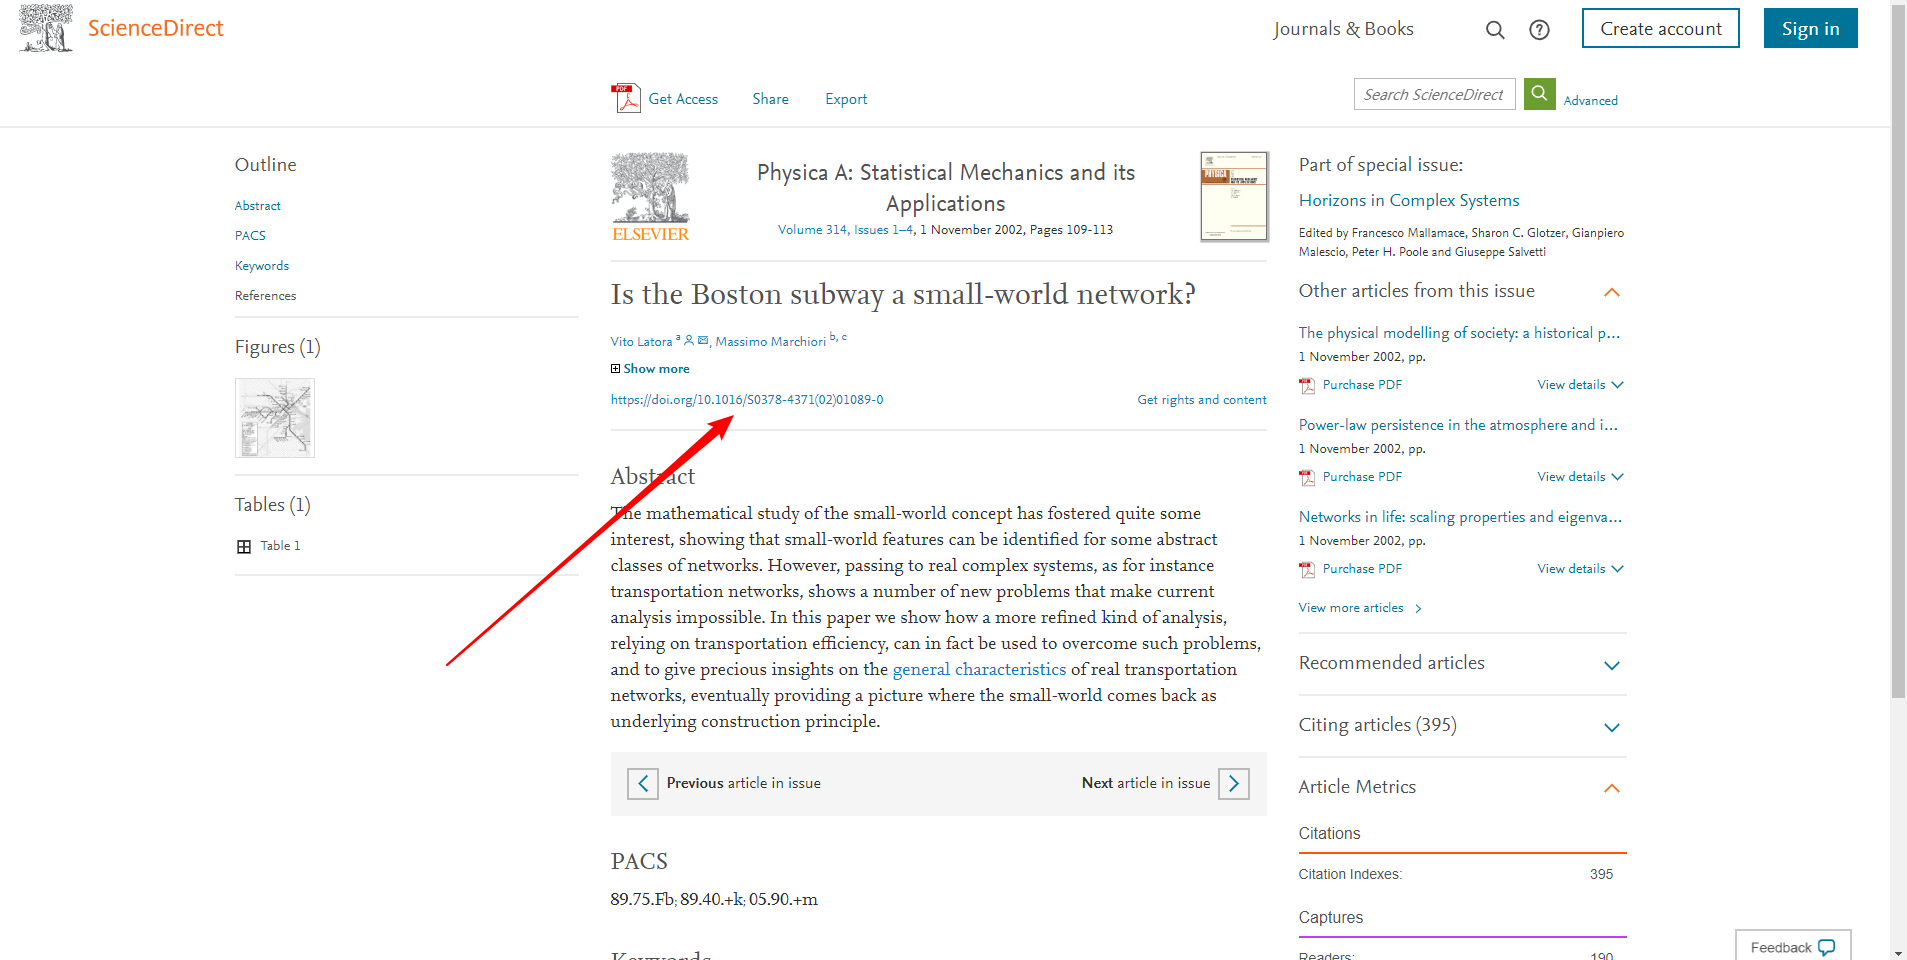 ScienceDirect
Journals & Books
Create account
Sign in
PDF
Get Access
Share
Export
Search ScienceDirect
Advanced
Outline
Abstract
PACS
Keywords
References
Figures (1)
Tables (1)
Table 1
ELSEVIER
Physica A: Statistical Mechanics and its
Applications
Volume 314, Issues 1–4, 1 November 2002, Pages 109-113
Is the Boston subway a small-world network?
Vito Latora a, Massimo Marchiori b, c
Show more
https://doi.org/10.1016/S0378-4371(02)01089-0
Get rights and content
Abstract
The mathematical study of the small-world concept has fostered quite some
interest, showing that small-world features can be identified for some abstract
classes of networks. However, passing to real complex systems, as for instance
transportation networks, shows a number of new problems that make current
analysis impossible. In this paper we show how a more refined kind of analysis,
relying on transportation efficiency, can in fact be used to overcome such problems,
and to give precious insights on the general characteristics of real transportation
networks, eventually providing a picture where the small-world comes back as
underlying construction principle.
Previous article in issue
Next article in issue
PACS
89.75.Fb; 89.40.+k; 05.90.+m
Keywords
Part of special issue:
Horizons in Complex Systems
Edited by Francesco Mallamace, Sharon C. Glotzer, Gianpiero
Malescio, Peter H. Poole and Giuseppe Salvetti
Other articles from this issue
The physical modelling of society: a historical p…
1 November 2002, pp.
Purchase PDF
View details
Power-law persistence in the atmosphere and i…
1 November 2002, pp.
Purchase PDF
View details
Networks in life: scaling properties and eigenva…
1 November 2002, pp.
Purchase PDF
View details
View more articles
Recommended articles
Citing articles (395)
Article Metrics
Citations
Citation Indexes:
395
Captures
Readers:
190
Feedback